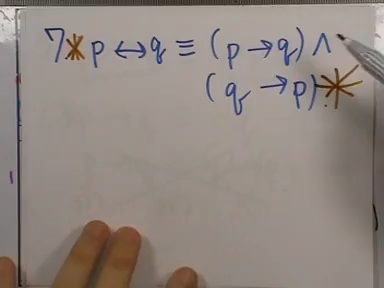 7* p ↔ q ≡ (p → q) ∧
(q → p) *